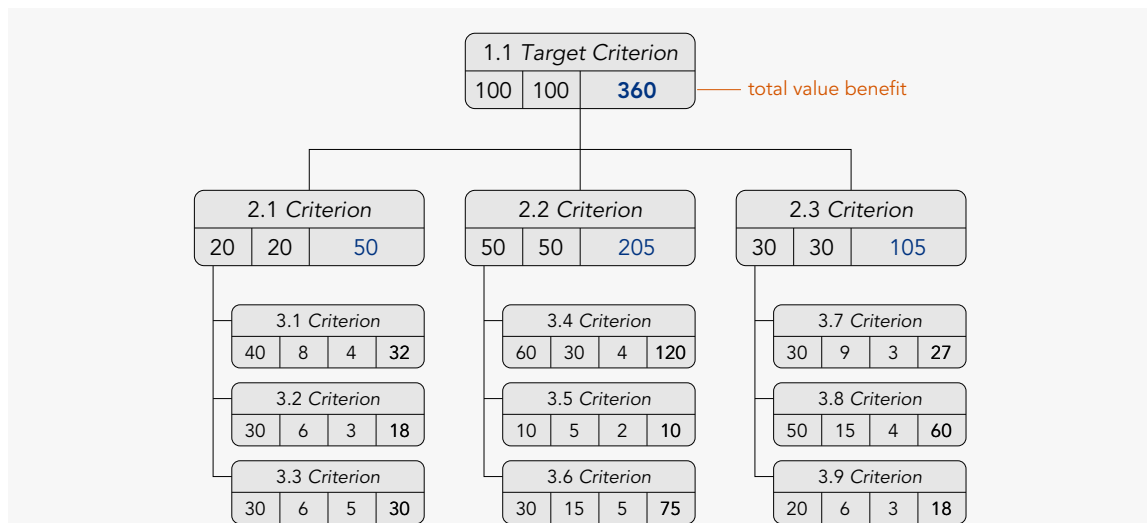 1.1 Target Criterion
100 100 360
total value benefit
2.1 Criterion
20 20 50
2.2 Criterion
50 50 205
2.3 Criterion
30 30 105
3.1 Criterion
40 8 4 32
3.2 Criterion
30 6 3 18
3.3 Criterion
30 6 5 30
3.4 Criterion
60 30 4 120
3.5 Criterion
10 5 2 10
3.6 Criterion
30 15 5 75
3.7 Criterion
30 9 3 27
3.8 Criterion
50 15 4 60
3.9 Criterion
20 6 3 18